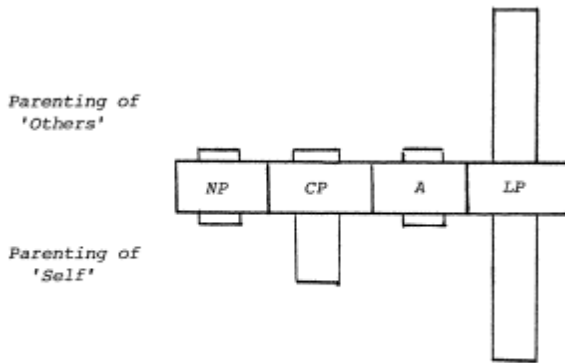 Parenting of
'Others'
NP CP A LP
Parenting of
'Self'